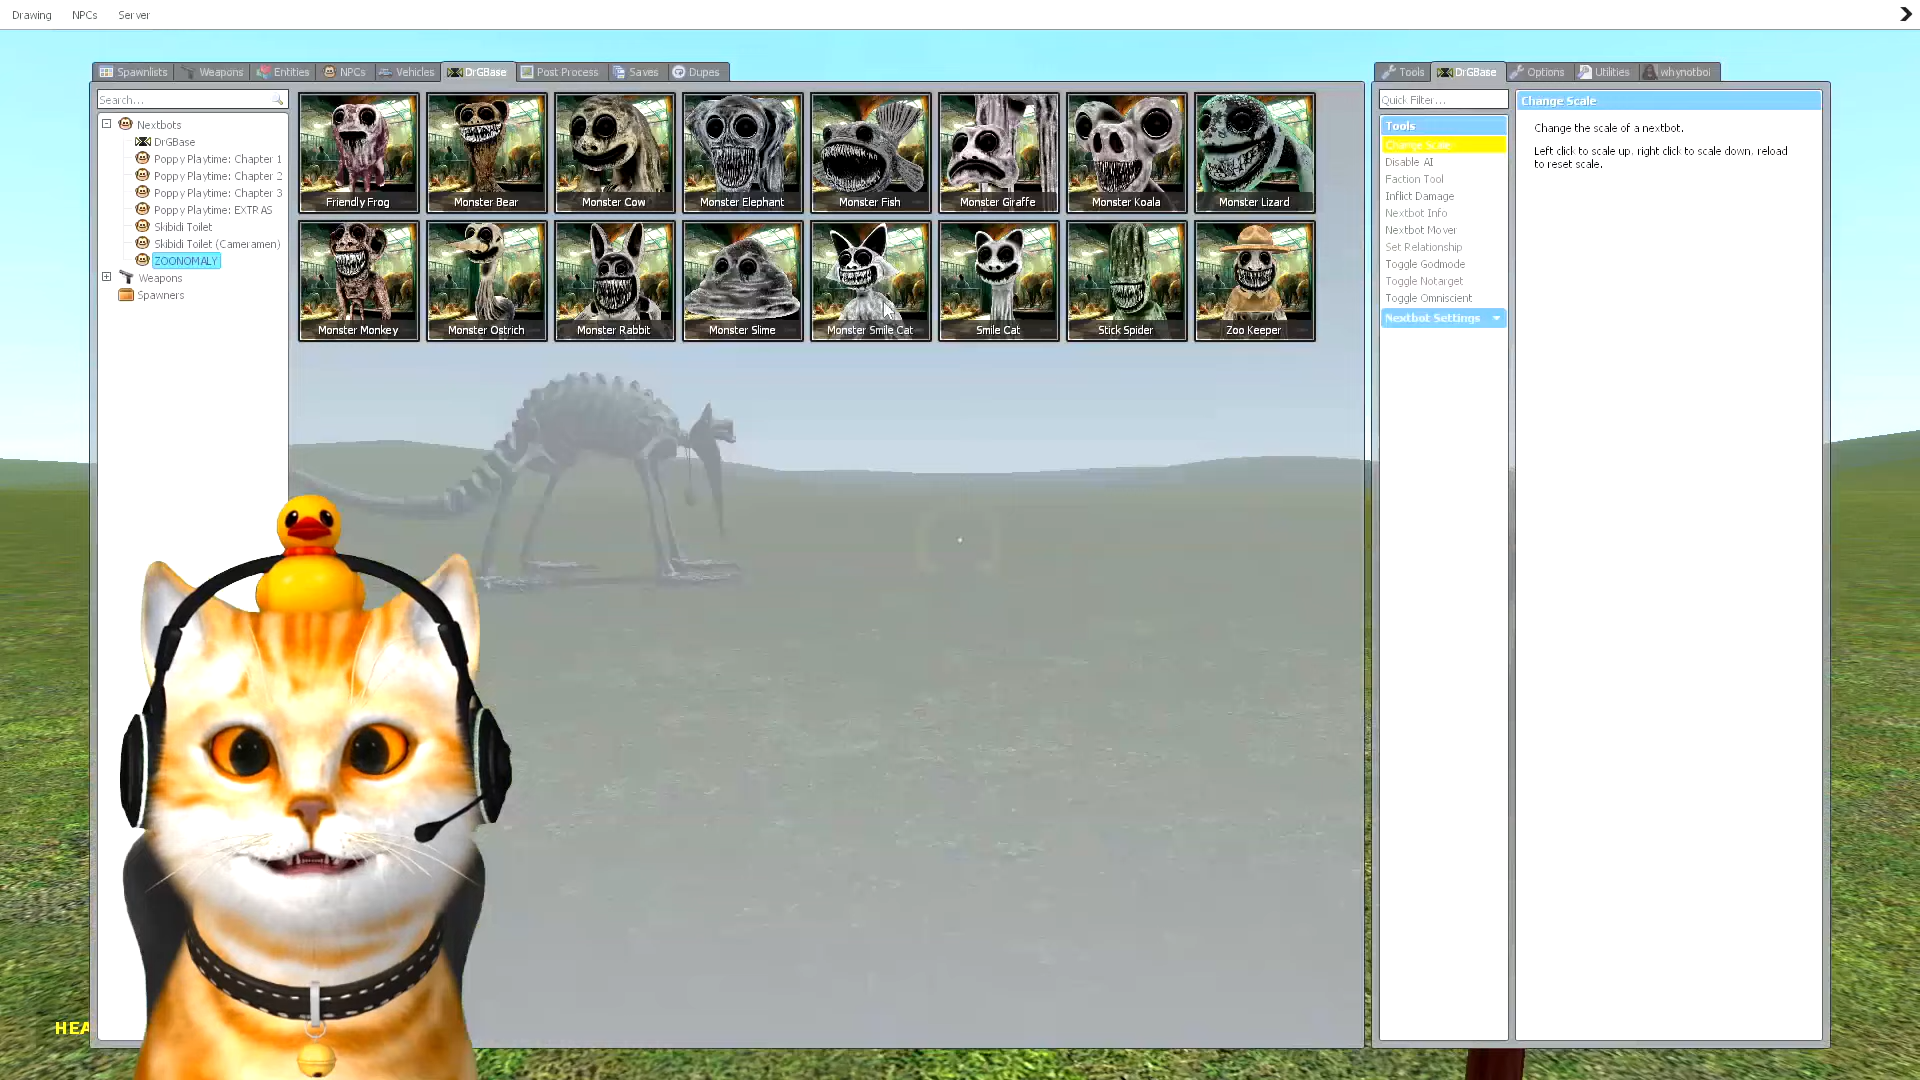 Drawing NPCs Server
Spawnlists Weapons Entities NPCs Vehicles DrGBase Post Process Saves Dupes
Search...
Nextbots
DrGBase
Poppy Playtime: Chapter 1
Poppy Playtime: Chapter 2
Poppy Playtime: Chapter 3
Poppy Playtime: EXTRAS
Skibidi Toilet
Skibidi Toilet (Cameramen)
ZOONOMALY
Weapons
Spawners
Friendly Frog Monster Bear Monster Cow Monster Elephant Monster Fish Monster Giraffe Monster Koala Monster Lizard
Monster Monkey Monster Ostrich Monster Rabbit Monster Slime Monster Smile Cat Smile Cat Stick Spider Zoo Keeper
HEA
Tools DrGBase Options Utilities whynotboi
Quick Filter...
Tools
Change Scale
Disable AI
Faction Tool
Inflict Damage
Nextbot Info
Nextbot Mover
Set Relationship
Toggle Godmode
Toggle Notarget
Toggle Omniscient
Nextbot Settings
Change Scale
Change the scale of a nextbot.
Left click to scale up, right click to scale down, reload
to reset scale.